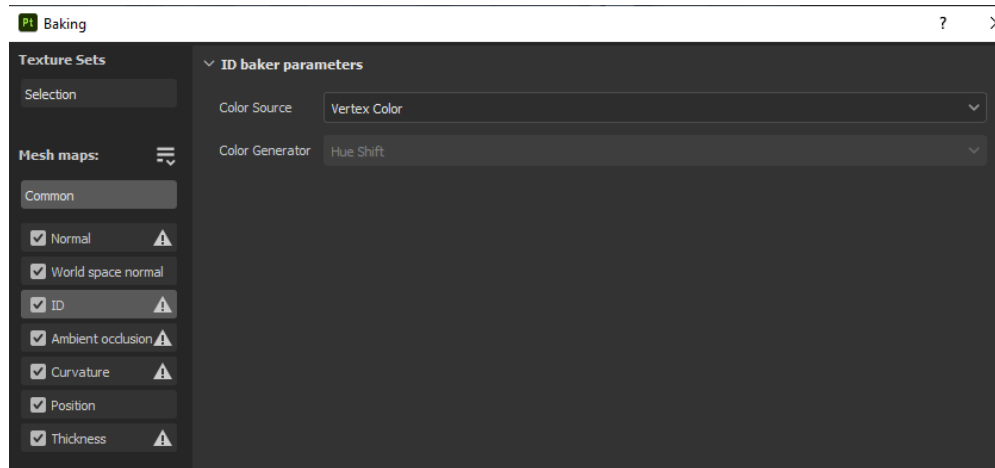 Pt Baking ?
Texture Sets
Selection
Mesh maps:
Common
Normal
World space normal
ID
Ambient occlusion
Curvature
Position
Thickness
ID baker parameters
Color Source Vertex Color
Color Generator Hue Shift